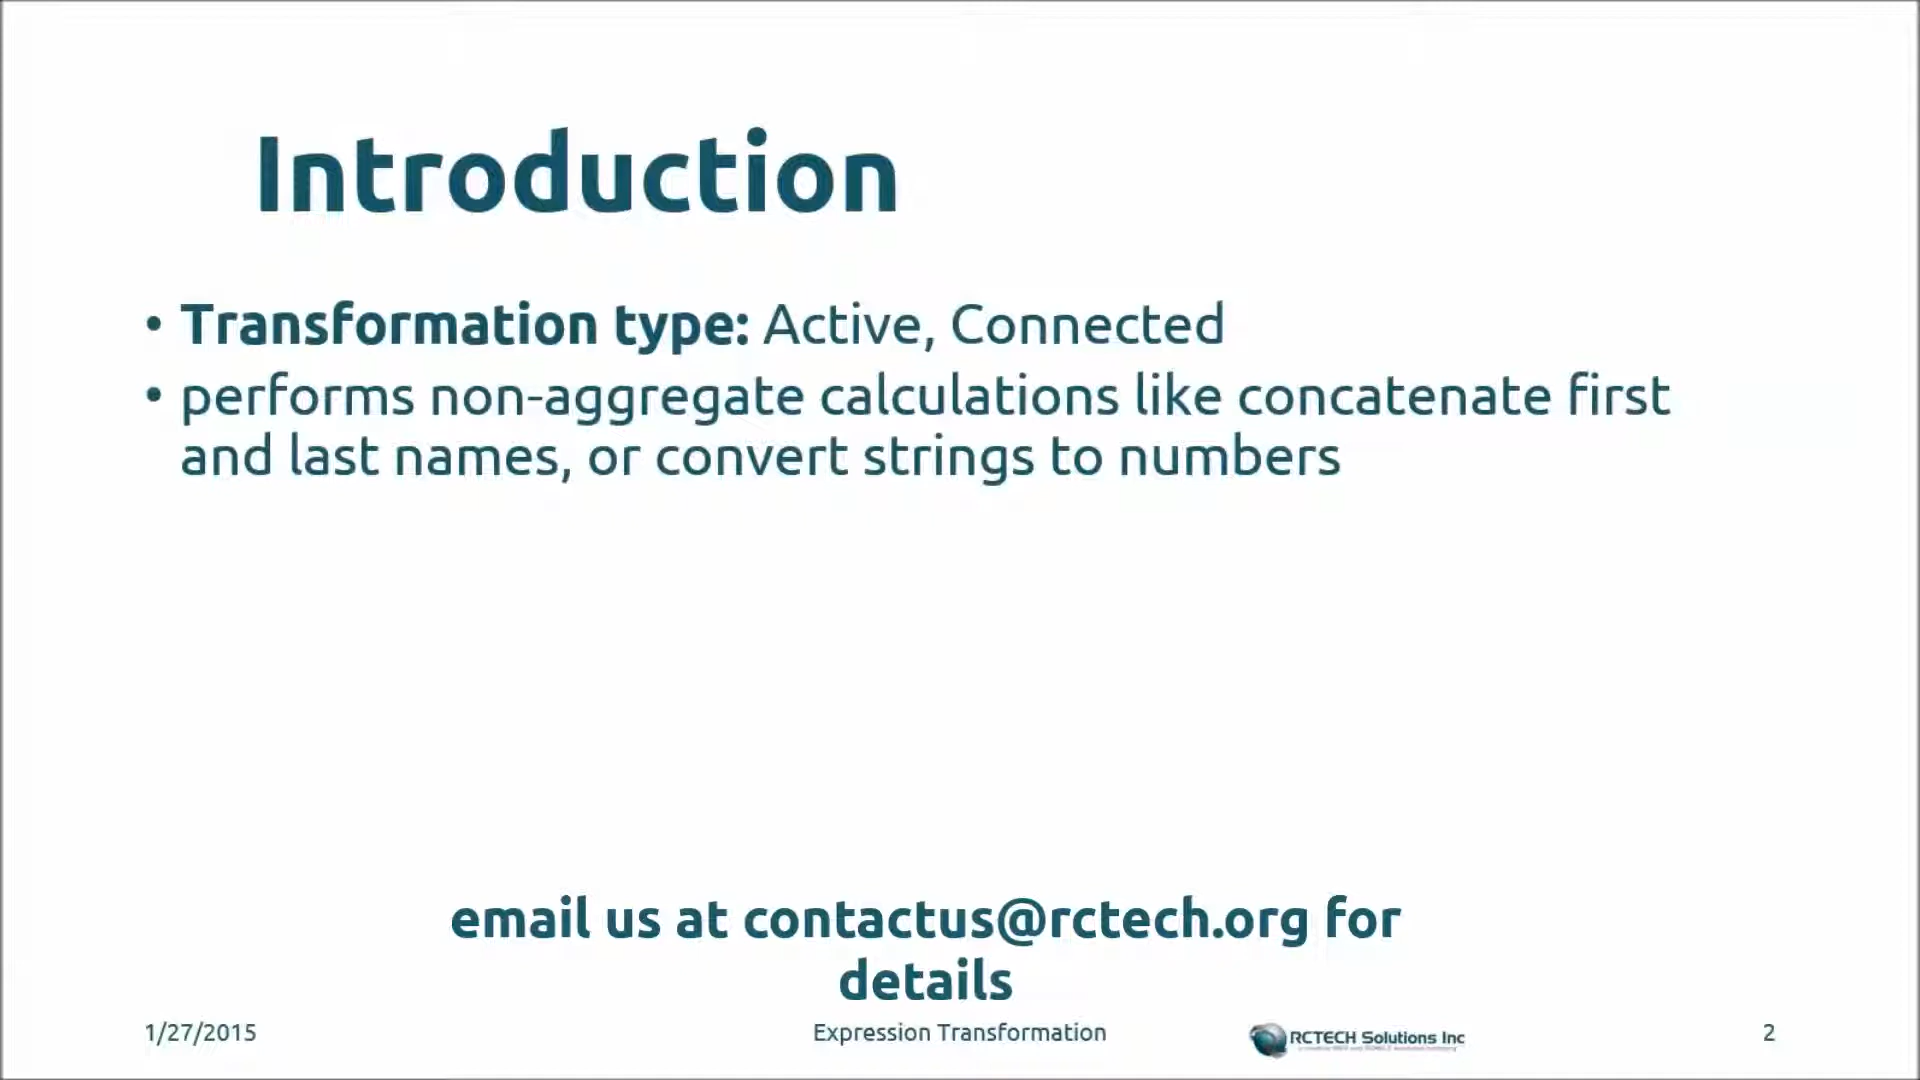 Introduction
• Transformation type: Active, Connected
• performs non-aggregate calculations like concatenate first
and last names, or convert strings to numbers
email us at contactus@rctech.org for
details
1/27/2015
Expression Transformation
RCTECH Solutions Inc
2